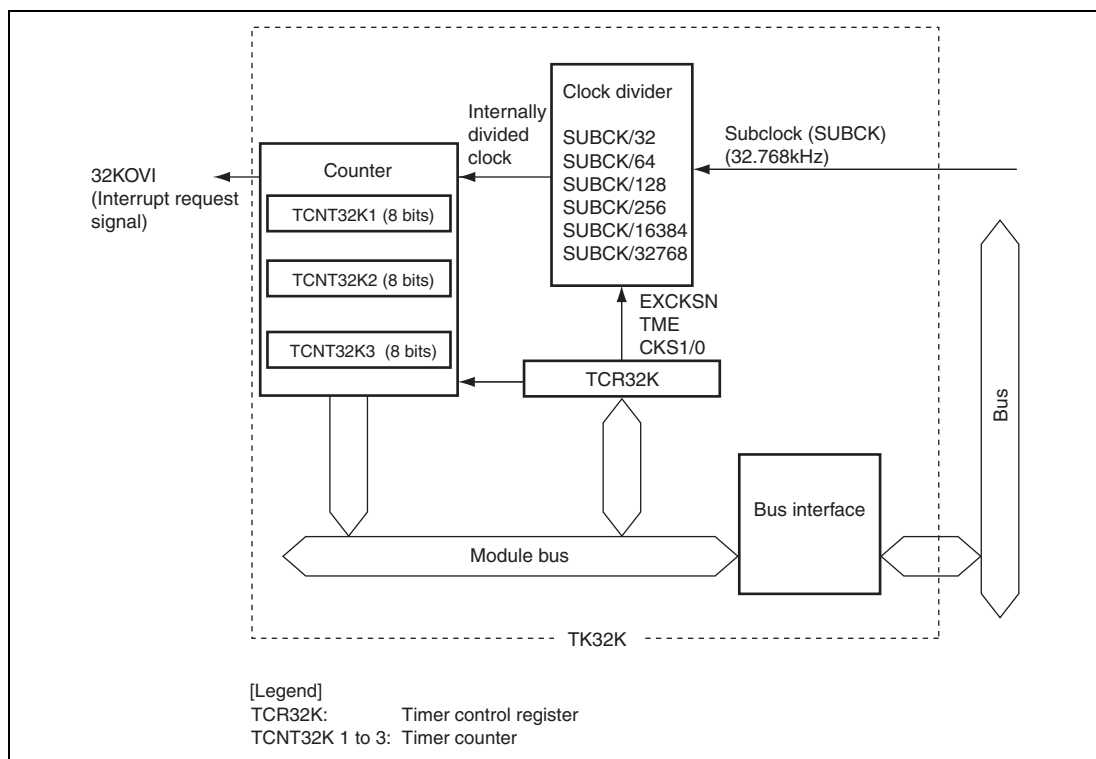 Clock divider
SUBCK/32
SUBCK/64
SUBCK/128
SUBCK/256
SUBCK/16384
SUBCK/32768
Internally
divided
clock
Subclock (SUBCK)
(32.768kHz)
32KOVI
(Interrupt request
signal)
Counter
TCNT32K1 (8 bits)
TCNT32K2 (8 bits)
TCNT32K3 (8 bits)
EXCKSN
TME
CKS1/0
TCR32K
Bus
Bus interface
Module bus
TK32K
[Legend]
TCR32K: Timer control register
TCNT32K 1 to 3: Timer counter